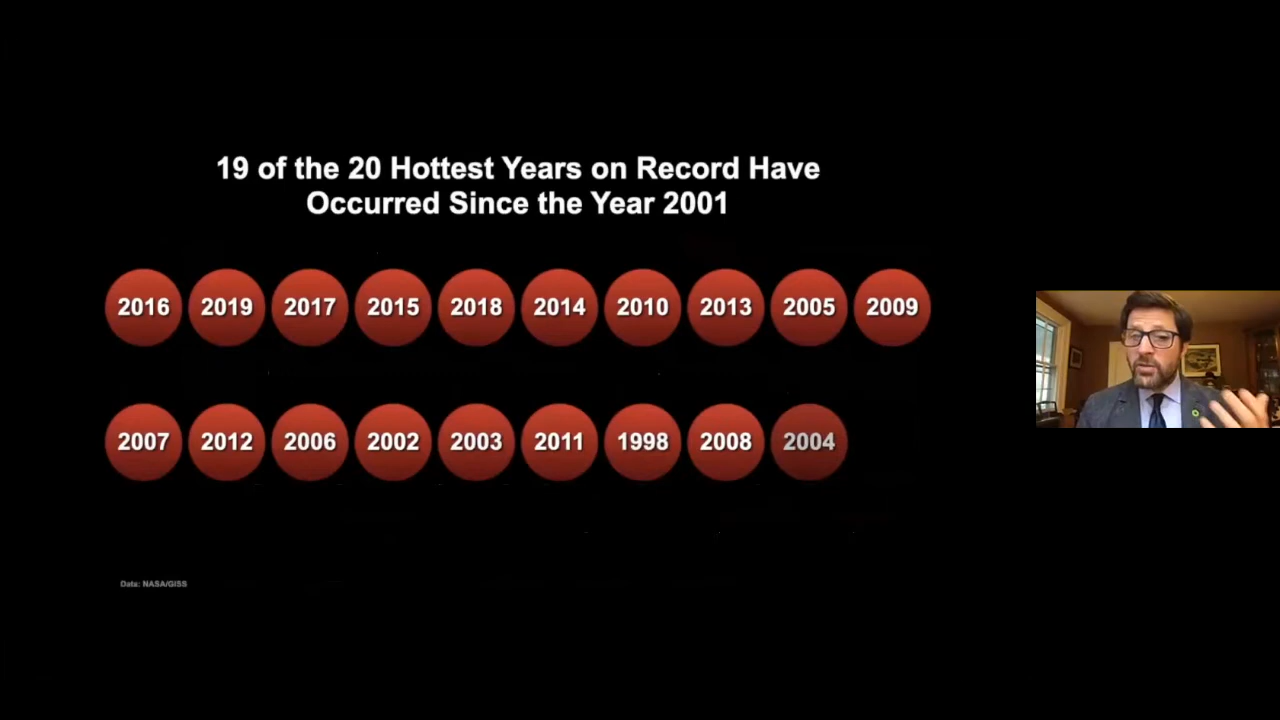 19 of the 20 Hottest Years on Record Have
Occurred Since the Year 2001
2016 2019 2017 2015 2018 2014 2010 2013 2005 2009
2007 2012 2006 2002 2003 2011 1998 2008 2004
Data: NASA/GISS